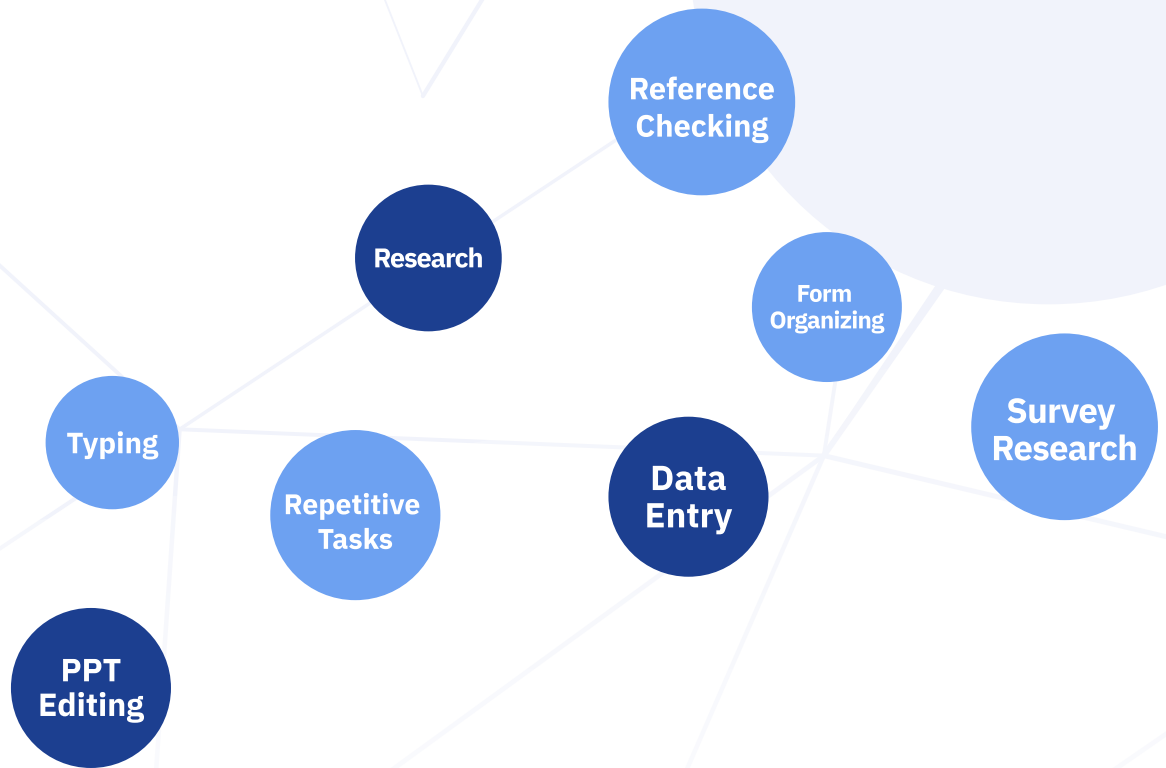 Reference
Checking
Research
Form
Organizing
Survey
Research
Typing
Repetitive
Tasks
Data
Entry
PPT
Editing